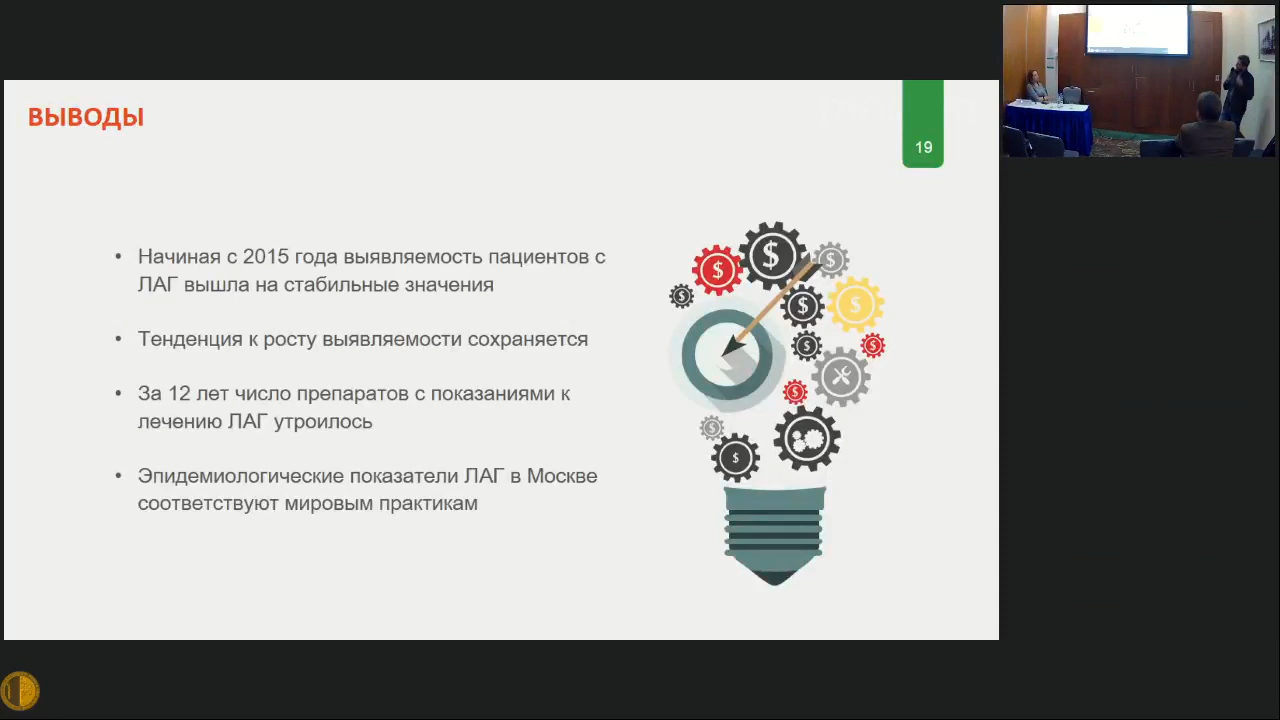 ВЫВОДЫ
19
• Начиная с 2015 года выявляемость пациентов с
ЛАГ вышла на стабильные значения
• Тенденция к росту выявляемости сохраняется
• За 12 лет число препаратов с показаниями к
лечению ЛАГ утроилось
• Эпидемиологические показатели ЛАГ в Москве
соответствуют мировым практикам